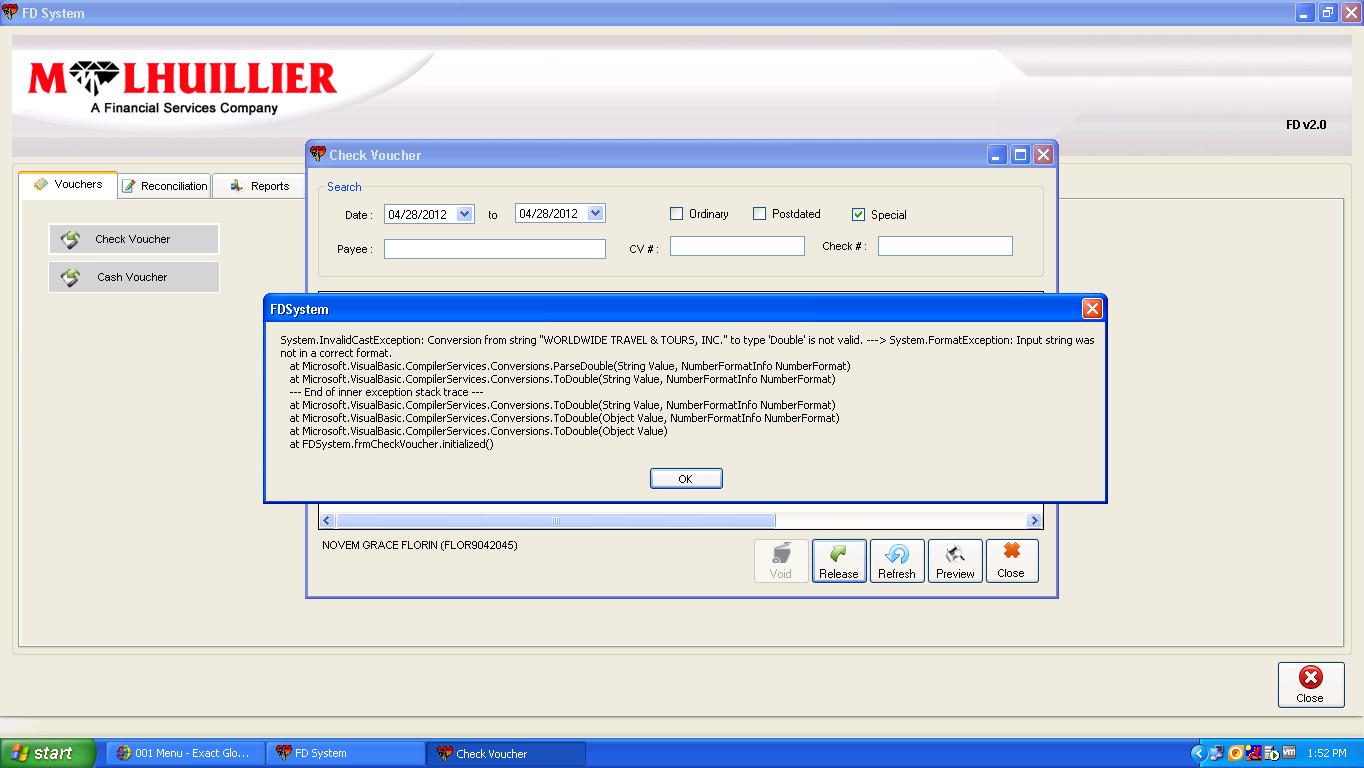 FD System
M LHUILLIER
A Financial Services Company
FD v2.0
Vouchers
Reconciliation
Reports
Check Voucher
Cash Voucher
Check Voucher
Search
Date : 04/28/2012 to 04/28/2012 Ordinary Postdated Special
Payee : CV # : Check # :
FDSystem
System.InvalidCastException: Conversion from string "WORLDWIDE TRAVEL & TOURS, INC." to type 'Double' is not valid. ---> System.FormatException: Input string was
not in a correct format.
at Microsoft.VisualBasic.CompilerServices.Conversions.ParseDouble(String Value, NumberFormatInfo NumberFormat)
at Microsoft.VisualBasic.CompilerServices.Conversions.ToDouble(String Value, NumberFormatInfo NumberFormat)
--- End of inner exception stack trace ---
at Microsoft.VisualBasic.CompilerServices.Conversions.ToDouble(String Value, NumberFormatInfo NumberFormat)
at Microsoft.VisualBasic.CompilerServices.Conversions.ToDouble(Object Value, NumberFormatInfo NumberFormat)
at Microsoft.VisualBasic.CompilerServices.Conversions.ToDouble(Object Value)
at FDSystem.frmCheckVoucher.initialized()
OK
NOVEM GRACE FLORIN (FLOR9042045)
Void
Release
Refresh
Preview
Close
Close
start
001 Menu - Exact Glo...
FD System
Check Voucher
1:52 PM